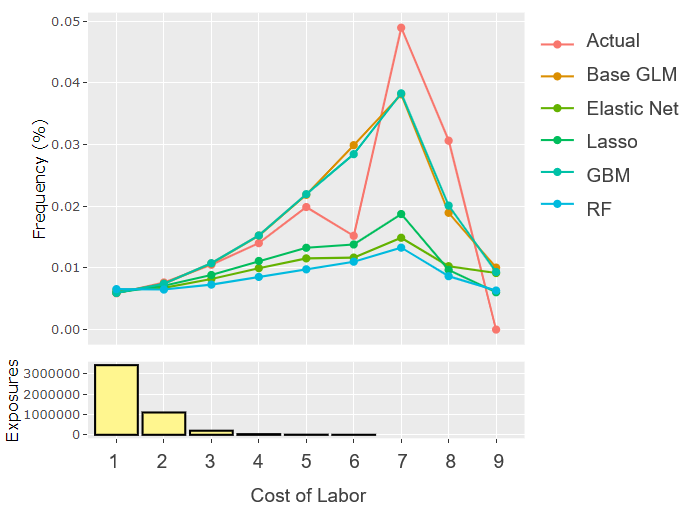 Frequency (%)
0.05
0.04
0.03
0.02
0.01
0.00
Actual
Base GLM
Elastic Net
Lasso
GBM
RF
Exposures
3000000
2000000
1000000
0
1 2 3 4 5 6 7 8 9
Cost of Labor